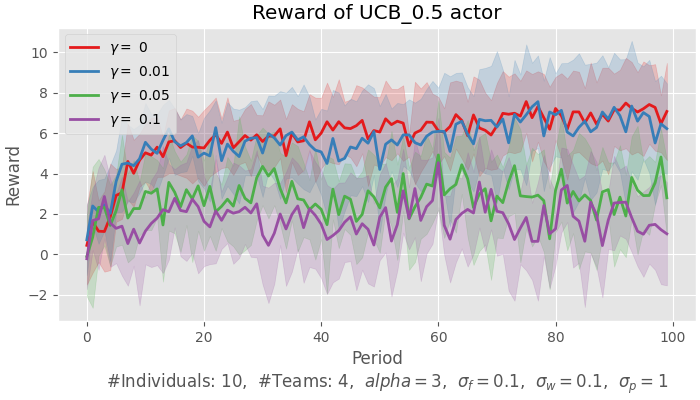 Reward of UCB_0.5 actor
γ = 0
γ = 0.01
γ = 0.05
γ = 0.1
Reward
10
8
6
4
2
0
−2
0 20 40 60 80 100
Period
#Individuals: 10, #Teams: 4, alpha = 3, σ_f = 0.1, σ_w = 0.1, σ_p = 1